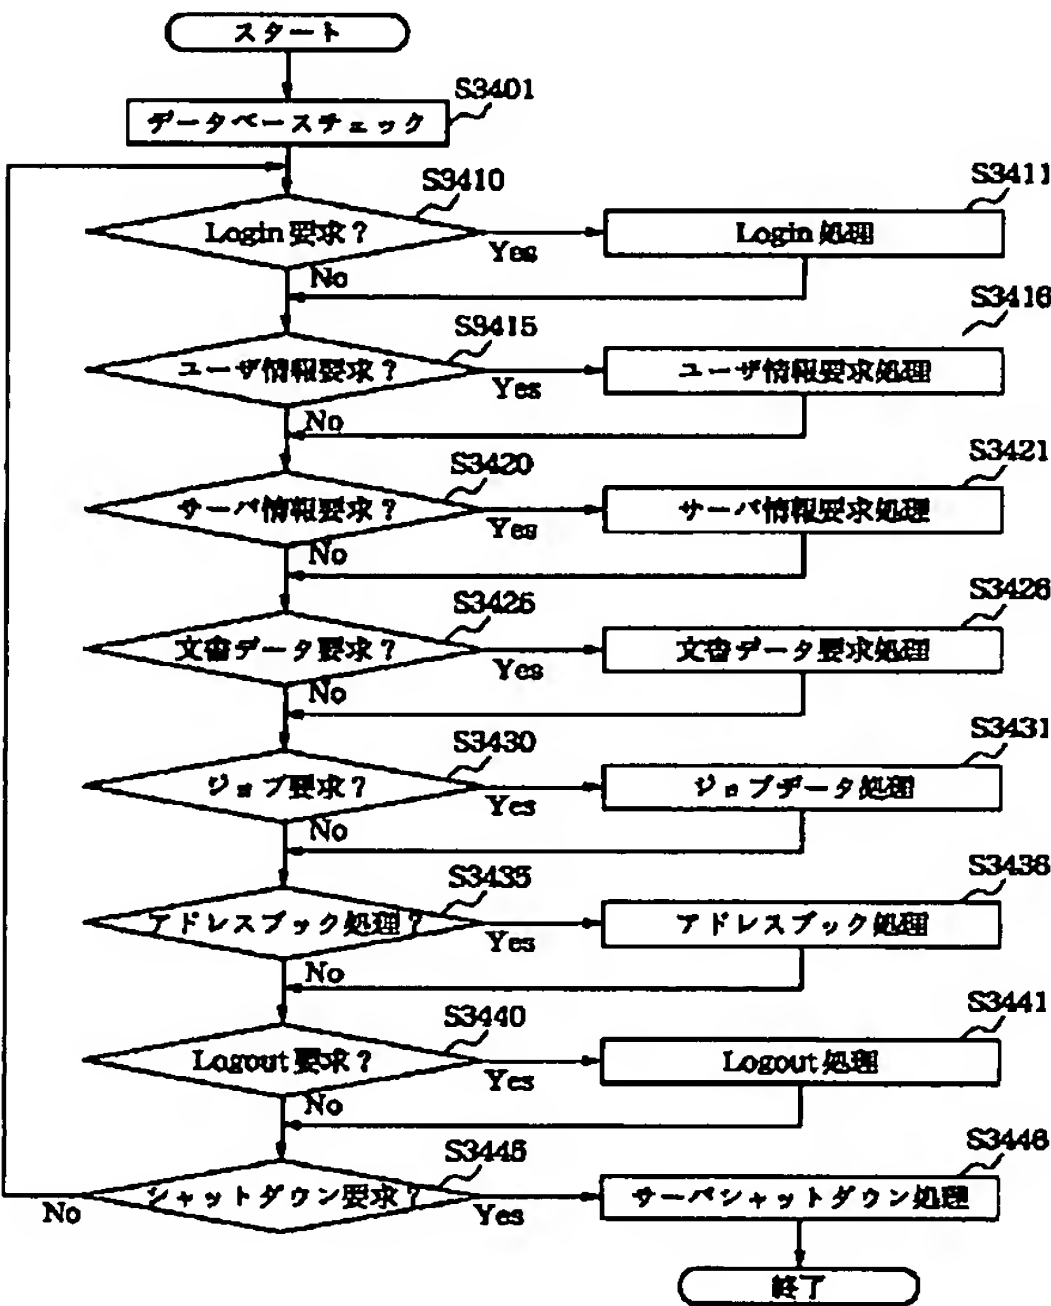 スタート
S3401
データベースチェック
S3410
Login要求?
Yes
No
S3411
Login処理
S3415
ユーザ情報要求?
Yes
No
S3416
ユーザ情報要求処理
S3420
サーバ情報要求?
Yes
No
S3421
サーバ情報要求処理
S3425
文書データ要求?
Yes
No
S3426
文書データ要求処理
S3430
ジョブ要求?
Yes
No
S3431
ジョブデータ処理
S3435
アドレスブック処理?
Yes
No
S3436
アドレスブック処理
S3440
Logout要求?
Yes
No
S3441
Logout処理
S3445
シャットダウン要求?
No
Yes
S3446
サーバシャットダウン処理
終了